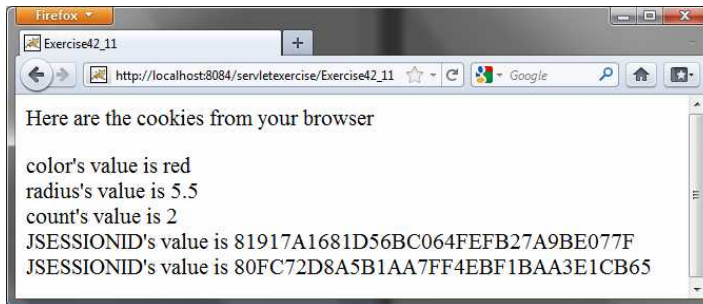 Firefox
Exercise42_11
http://localhost:8084/servletexercise/Exercise42_11
Google
Here are the cookies from your browser
color's value is red
radius's value is 5.5
count's value is 2
JSESSIONID's value is 81917A1681D56BC064FEFB27A9BE077F
JSESSIONID's value is 80FC72D8A5B1AA7FF4EBF1BAA3E1CB65